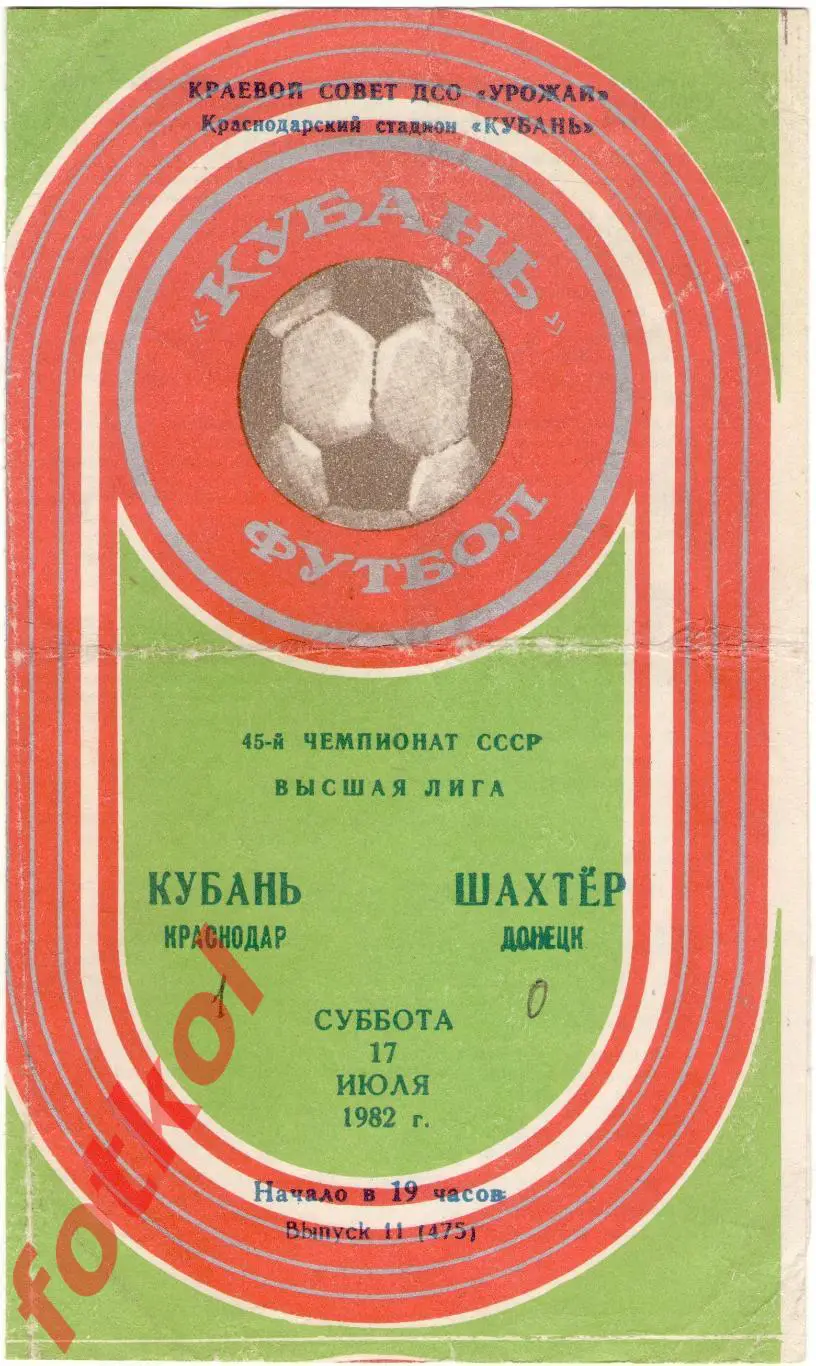 КРАЕВОЙ СОВЕТ ДСО «УРОЖАЙ»
Краснодарский стадион «КУБАНЬ»
«КУБАНЬ»
ФУТБОЛ
45-й ЧЕМПИОНАТ СССР
ВЫСШАЯ ЛИГА
КУБАНЬ ШАХТЁР
КРАСНОДАР ДОНЕЦК
1 0
СУББОТА
17
ИЮЛЯ
1982 г.
Начало в 19 часов
Выпуск 11 (475)
fotkol